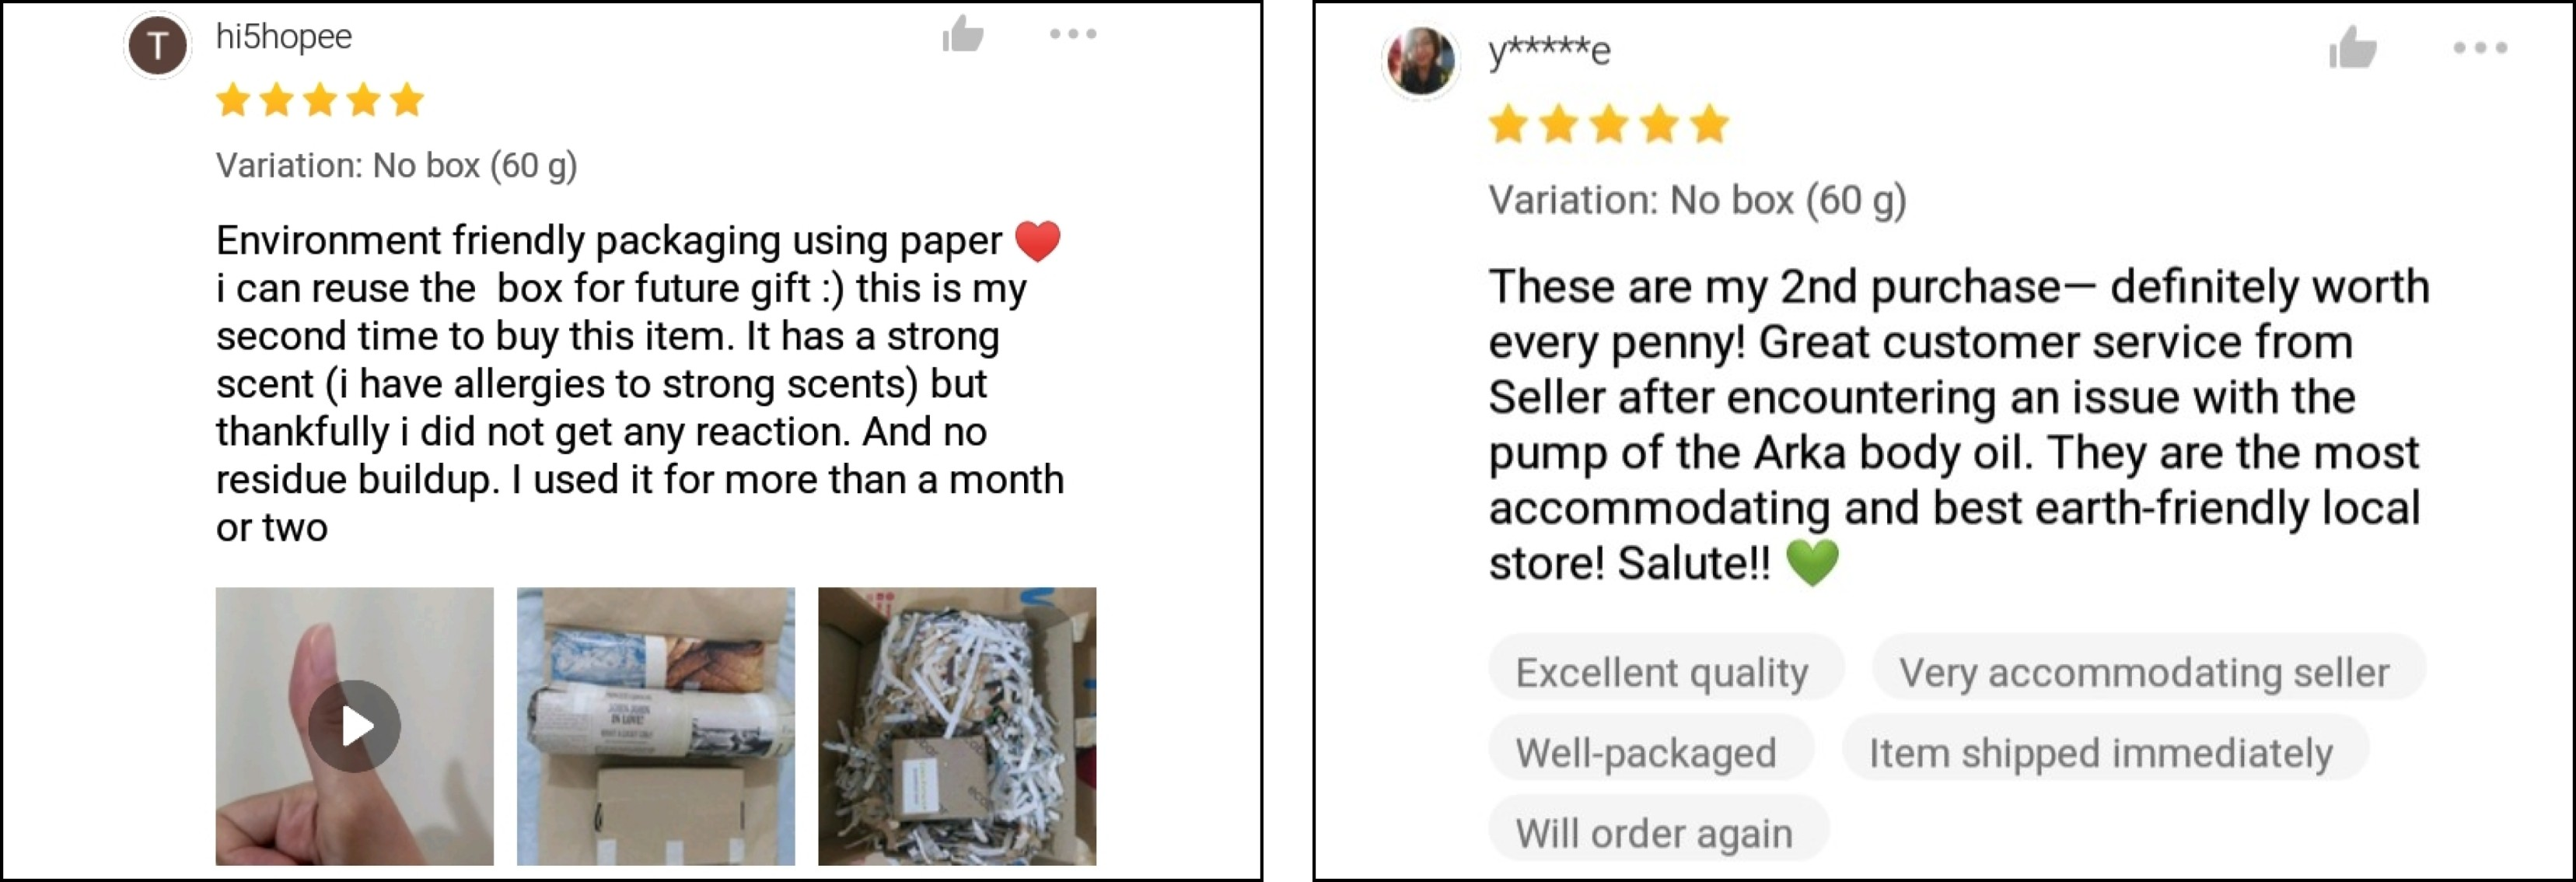 T
hi5hopee
Variation: No box (60 g)
Environment friendly packaging using paper ❤️
i can reuse the  box for future gift :) this is my
second time to buy this item. It has a strong
scent (i have allergies to strong scents) but
thankfully i did not get any reaction. And no
residue buildup. I used it for more than a month
or two
IN LOVE!
y*****e
Variation: No box (60 g)
These are my 2nd purchase— definitely worth
every penny! Great customer service from
Seller after encountering an issue with the
pump of the Arka body oil. They are the most
accommodating and best earth-friendly local
store! Salute!! 💚
Excellent quality
Very accommodating seller
Well-packaged
Item shipped immediately
Will order again